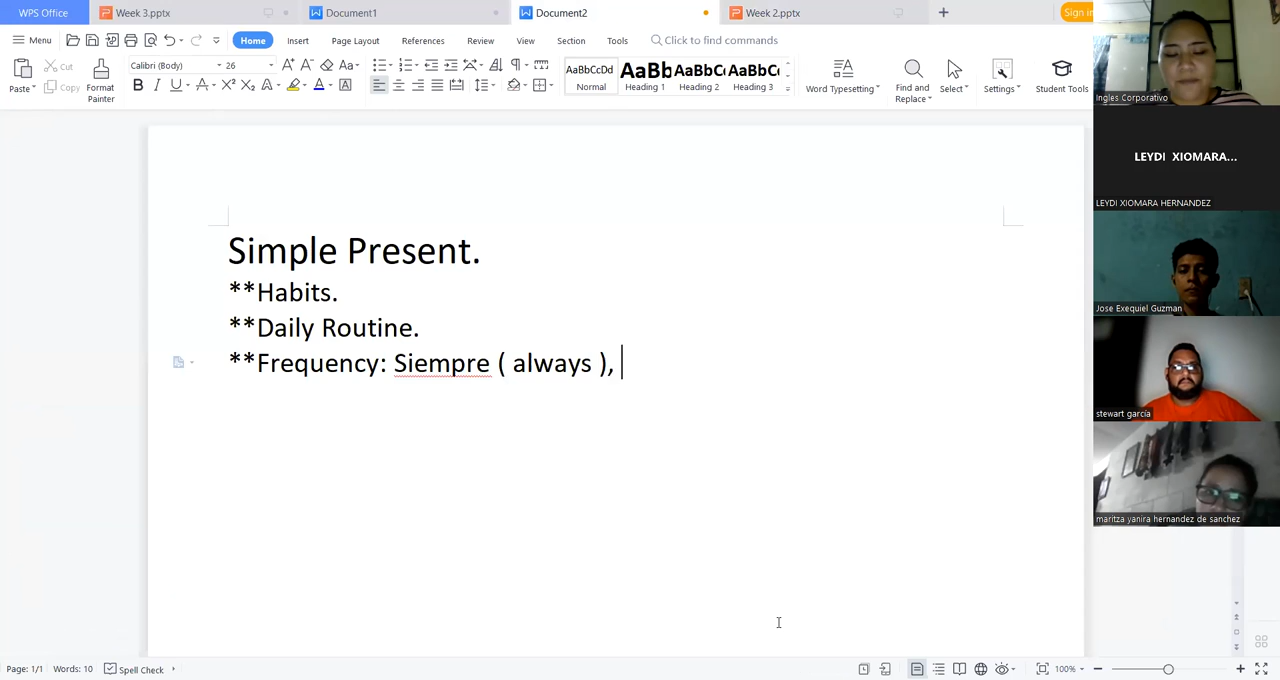 WPS Office
Week 3.pptx
Document1
Document2
Week 2.pptx
Sign in
Menu
Home
Insert
Page Layout
References
Review
View
Section
Tools
Click to find commands
Paste
Cut
Copy
Format
Painter
Calibri (Body)
26
AaBbCcDd
Normal
AaBb
Heading 1
AaBbCc
Heading 2
AaBbCc
Heading 3
Word Typesetting
Find and
Replace
Select
Settings
Student Tools
Simple Present.
**Habits.
**Daily Routine.
**Frequency: Siempre ( always ),
Ingles Corporativo
LEYDI XIOMARA...
LEYDI XIOMARA HERNANDEZ
Jose Exequiel Guzman
stewart garcía
maritza yanira hernandez de sanchez
Page: 1/1
Words: 10
Spell Check
100%